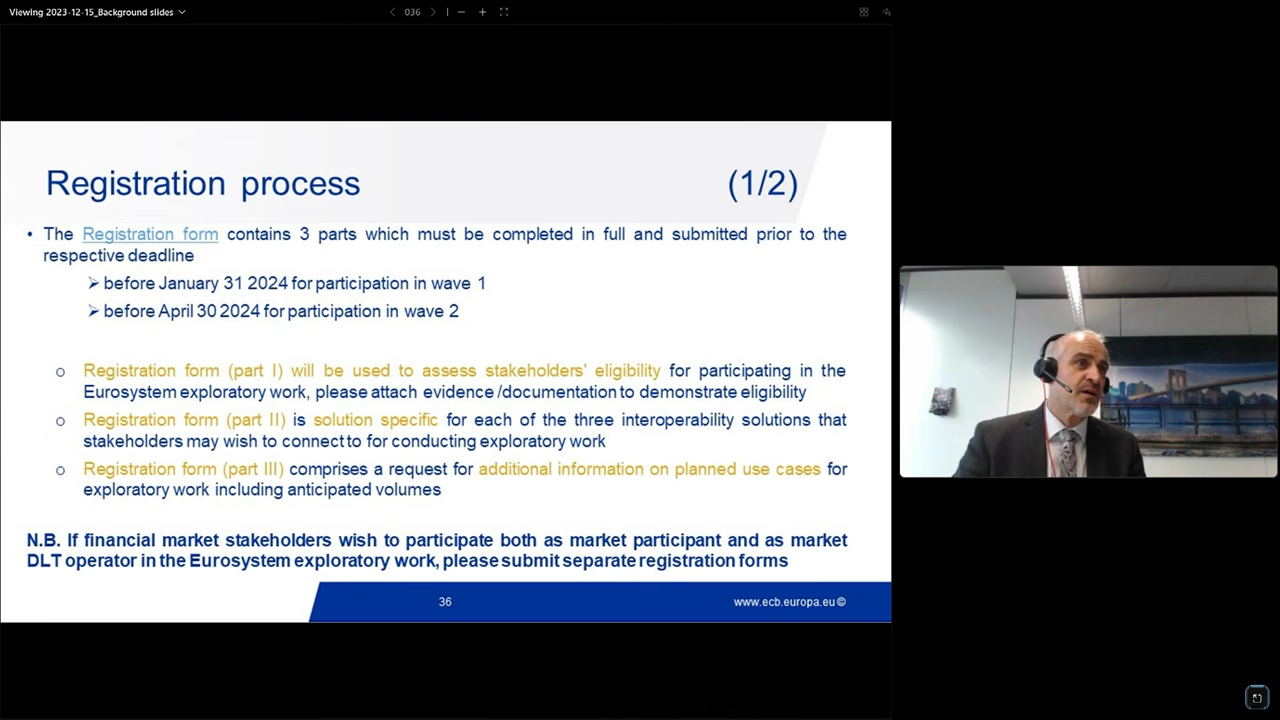 Viewing 2023-12-15_Background slides
036
Registration process (1/2)
• The Registration form contains 3 parts which must be completed in full and submitted prior to the
respective deadline
➢ before January 31 2024 for participation in wave 1
➢ before April 30 2024 for participation in wave 2
o Registration form (part I) will be used to assess stakeholders' eligibility for participating in the
Eurosystem exploratory work, please attach evidence /documentation to demonstrate eligibility
o Registration form (part II) is solution specific for each of the three interoperability solutions that
stakeholders may wish to connect to for conducting exploratory work
o Registration form (part III) comprises a request for additional information on planned use cases for
exploratory work including anticipated volumes
N.B. If financial market stakeholders wish to participate both as market participant and as market
DLT operator in the Eurosystem exploratory work, please submit separate registration forms
36
www.ecb.europa.eu ©